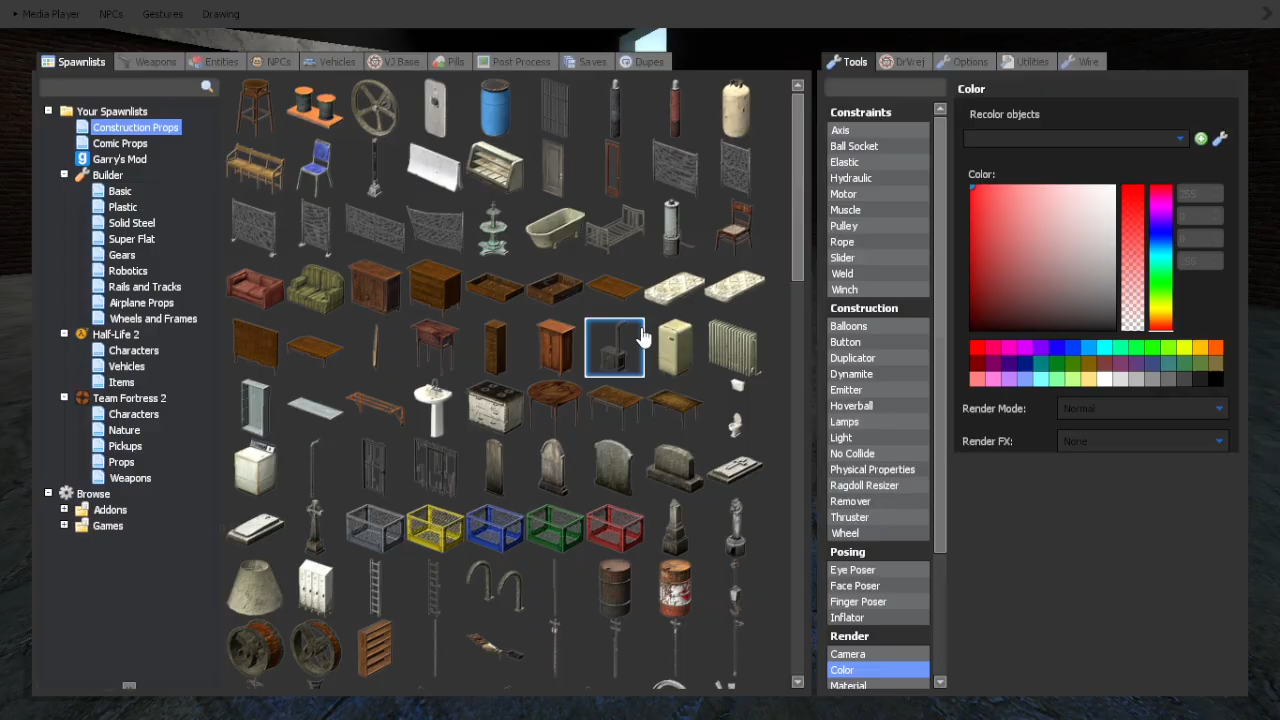 Media Player NPCs Gestures Drawing
Spawnlists Weapons Entities NPCs Vehicles VJ Base Pills Post Process Saves Dupes
Your Spawnlists
Construction Props
Comic Props
Garry's Mod
Builder
Basic
Plastic
Solid Steel
Super Flat
Gears
Robotics
Rails and Tracks
Airplane Props
Wheels and Frames
Half-Life 2
Characters
Vehicles
Items
Team Fortress 2
Characters
Nature
Pickups
Props
Weapons
Browse
Addons
Games
Tools DrVrej Options Utilities Wire
Constraints
Axis
Ball Socket
Elastic
Hydraulic
Motor
Muscle
Pulley
Rope
Slider
Weld
Winch
Construction
Balloons
Button
Duplicator
Dynamite
Emitter
Hoverball
Lamps
Light
No Collide
Physical Properties
Ragdoll Resizer
Remover
Thruster
Wheel
Posing
Eye Poser
Face Poser
Finger Poser
Inflator
Render
Camera
Color
Material
Color
Recolor objects
Color:
255
0
0
255
Render Mode: Normal
Render FX: None